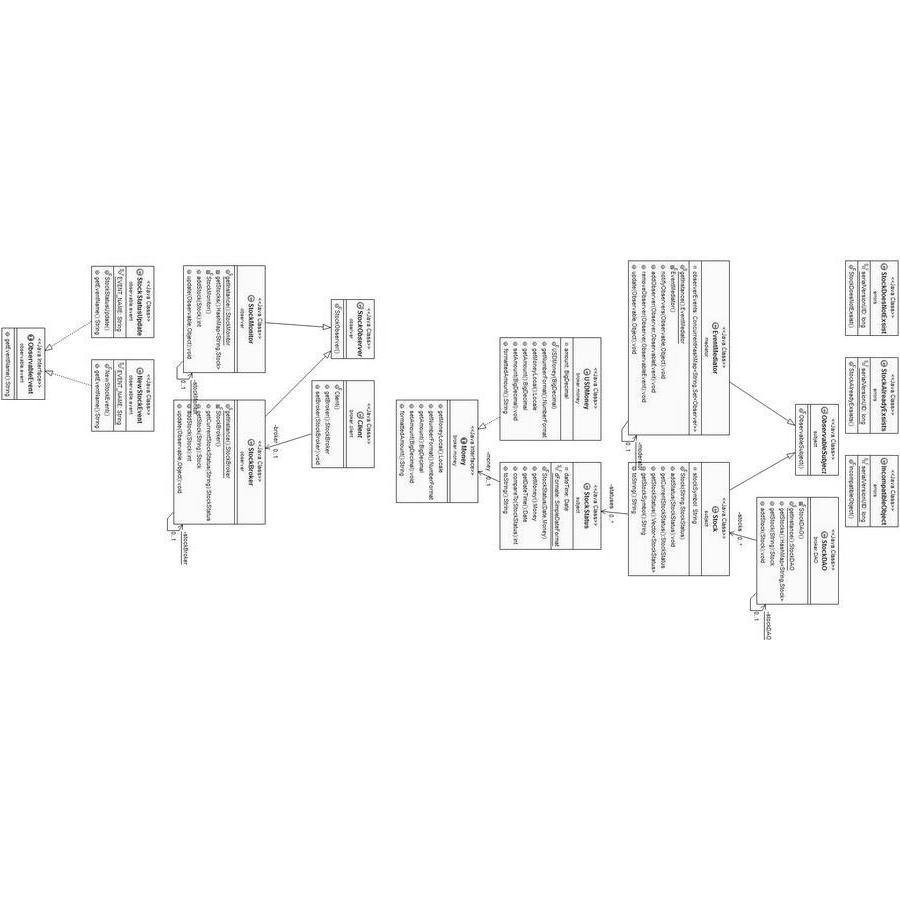 <<Java Class>>
StockDoesNotExist
errors
serialVersionUID: long
StockDoesNotExist()
<<Java Class>>
StockAlreadyExsists
errors
serialVersionUID: long
StockAlreadyExsists()
<<Java Class>>
IncompatibleObject
errors
serialVersionUID: long
IncompatibleObject()
<<Java Class>>
ObservableSubject
subject
ObservableSubject()
<<Java Class>>
StockDAO
broker.DAO
StockDAO()
getInstance():StockDAO
getStocks():HashMap<String,Stock>
getStock(String):Stock
addStock(Stock):void
-stockDAO
0..1
-stocks
0..*
<<Java Class>>
EventMediator
mediator
observerEvents: ConcurrentHashMap<String,Set<Observer>>
getInstance():EventMediator
EventMediator()
notifyObservers(Observable,Object):void
addObserver(Observer,ObservableEvent):void
removeObserver(Observer,ObservableEvent):void
update(Observable,Object):void
0..1
<<Java Class>>
Stock
subject
stockSymbol: String
Stock(String,StockStatus)
addStatus(StockStatus):void
getCurrentStockStatus():StockStatus
getStockStatus():Vector<StockStatus>
getStockSymbol():String
toString():String
-statuses
0..*
<<Java Class>>
USDMoney
broker.money
amount: BigDecimal
USDMoney(BigDecimal)
getNumberFormat():NumberFormat
getMoneyLocal():Locale
getAmount():BigDecimal
setAmount(BigDecimal):void
formattedAmount():String
<<Java Class>>
StockStatus
subject
dateTime: Date
dFormate: SimpleDateFormat
StockStatus(Date,Money)
getMoney():Money
getDateTime():Date
compareTo(StockStatus):int
toString():String
-money
0..1
<<Java Interface>>
Money
broker.money
getMoneyLocal():Locale
getNumberFormat():NumberFormat
getAmount():BigDecimal
setAmount(BigDecimal):void
formattedAmount():String
<<Java Class>>
StockObserver
observer
StockObserver()
<<Java Class>>
Client
broker.client
Client()
getBroker():StockBroker
setBroker(StockBroker):void
-broker
0..1
<<Java Class>>
StockMonitor
observer
getInstance():StockMonitor
getStocks():HashMap<String,Stock>
StockMonitor()
addStock(Stock):int
update(Observable,Object):void
0..1
<<Java Class>>
StockBroker
observer
getInstance():StockBroker
StockBroker()
getCurrentStockStatus(String):StockStatus
getStock(String):Stock
addStock(Stock):int
update(Observable,Object):void
-stockBroker
0..1
<<Java Class>>
StockStatusUpdate
observable.event
EVENT_NAME: String
StockStatusUpdate()
getEventName():String
<<Java Class>>
NewStockEvent
observable.event
EVENT_NAME: String
NewStockEvent()
getEventName():String
<<Java Interface>>
ObservableEvent
observable.event
getEventName():String